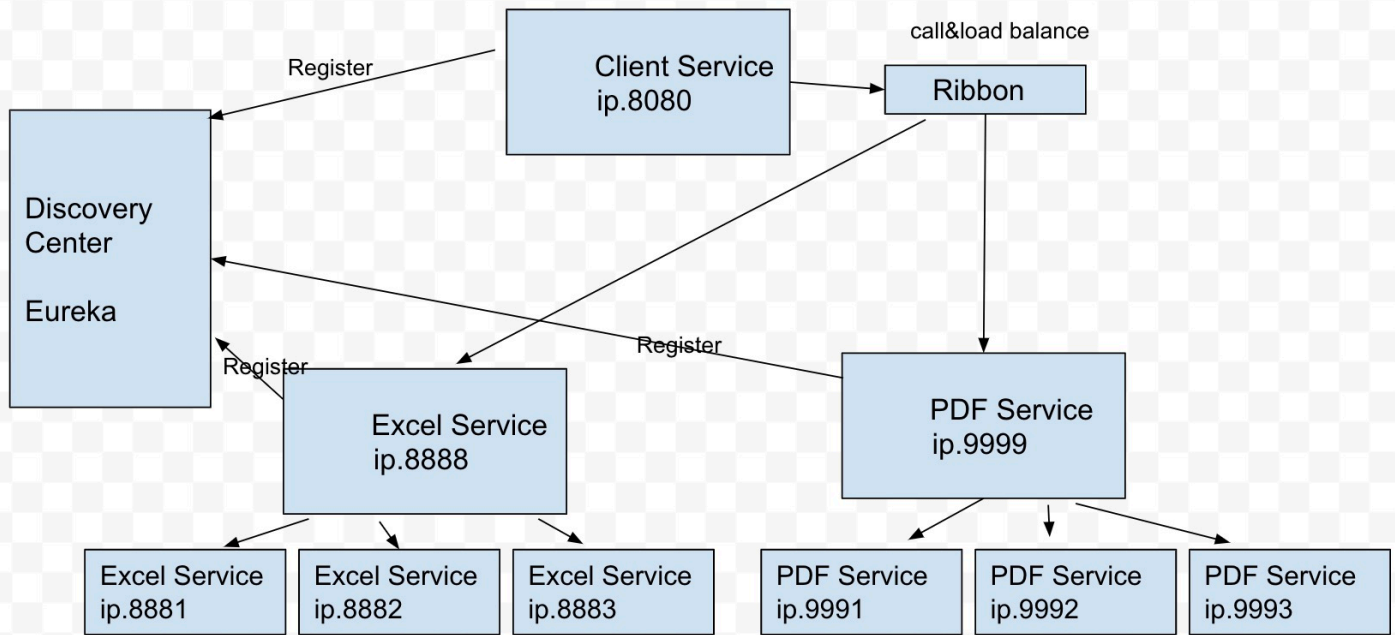 call&load balance
Register
Client Service
ip.8080
Ribbon
Discovery
Center
Eureka
Register
Register
Excel Service
ip.8888
PDF Service
ip.9999
Excel Service
ip.8881
Excel Service
ip.8882
Excel Service
ip.8883
PDF Service
ip.9991
PDF Service
ip.9992
PDF Service
ip.9993